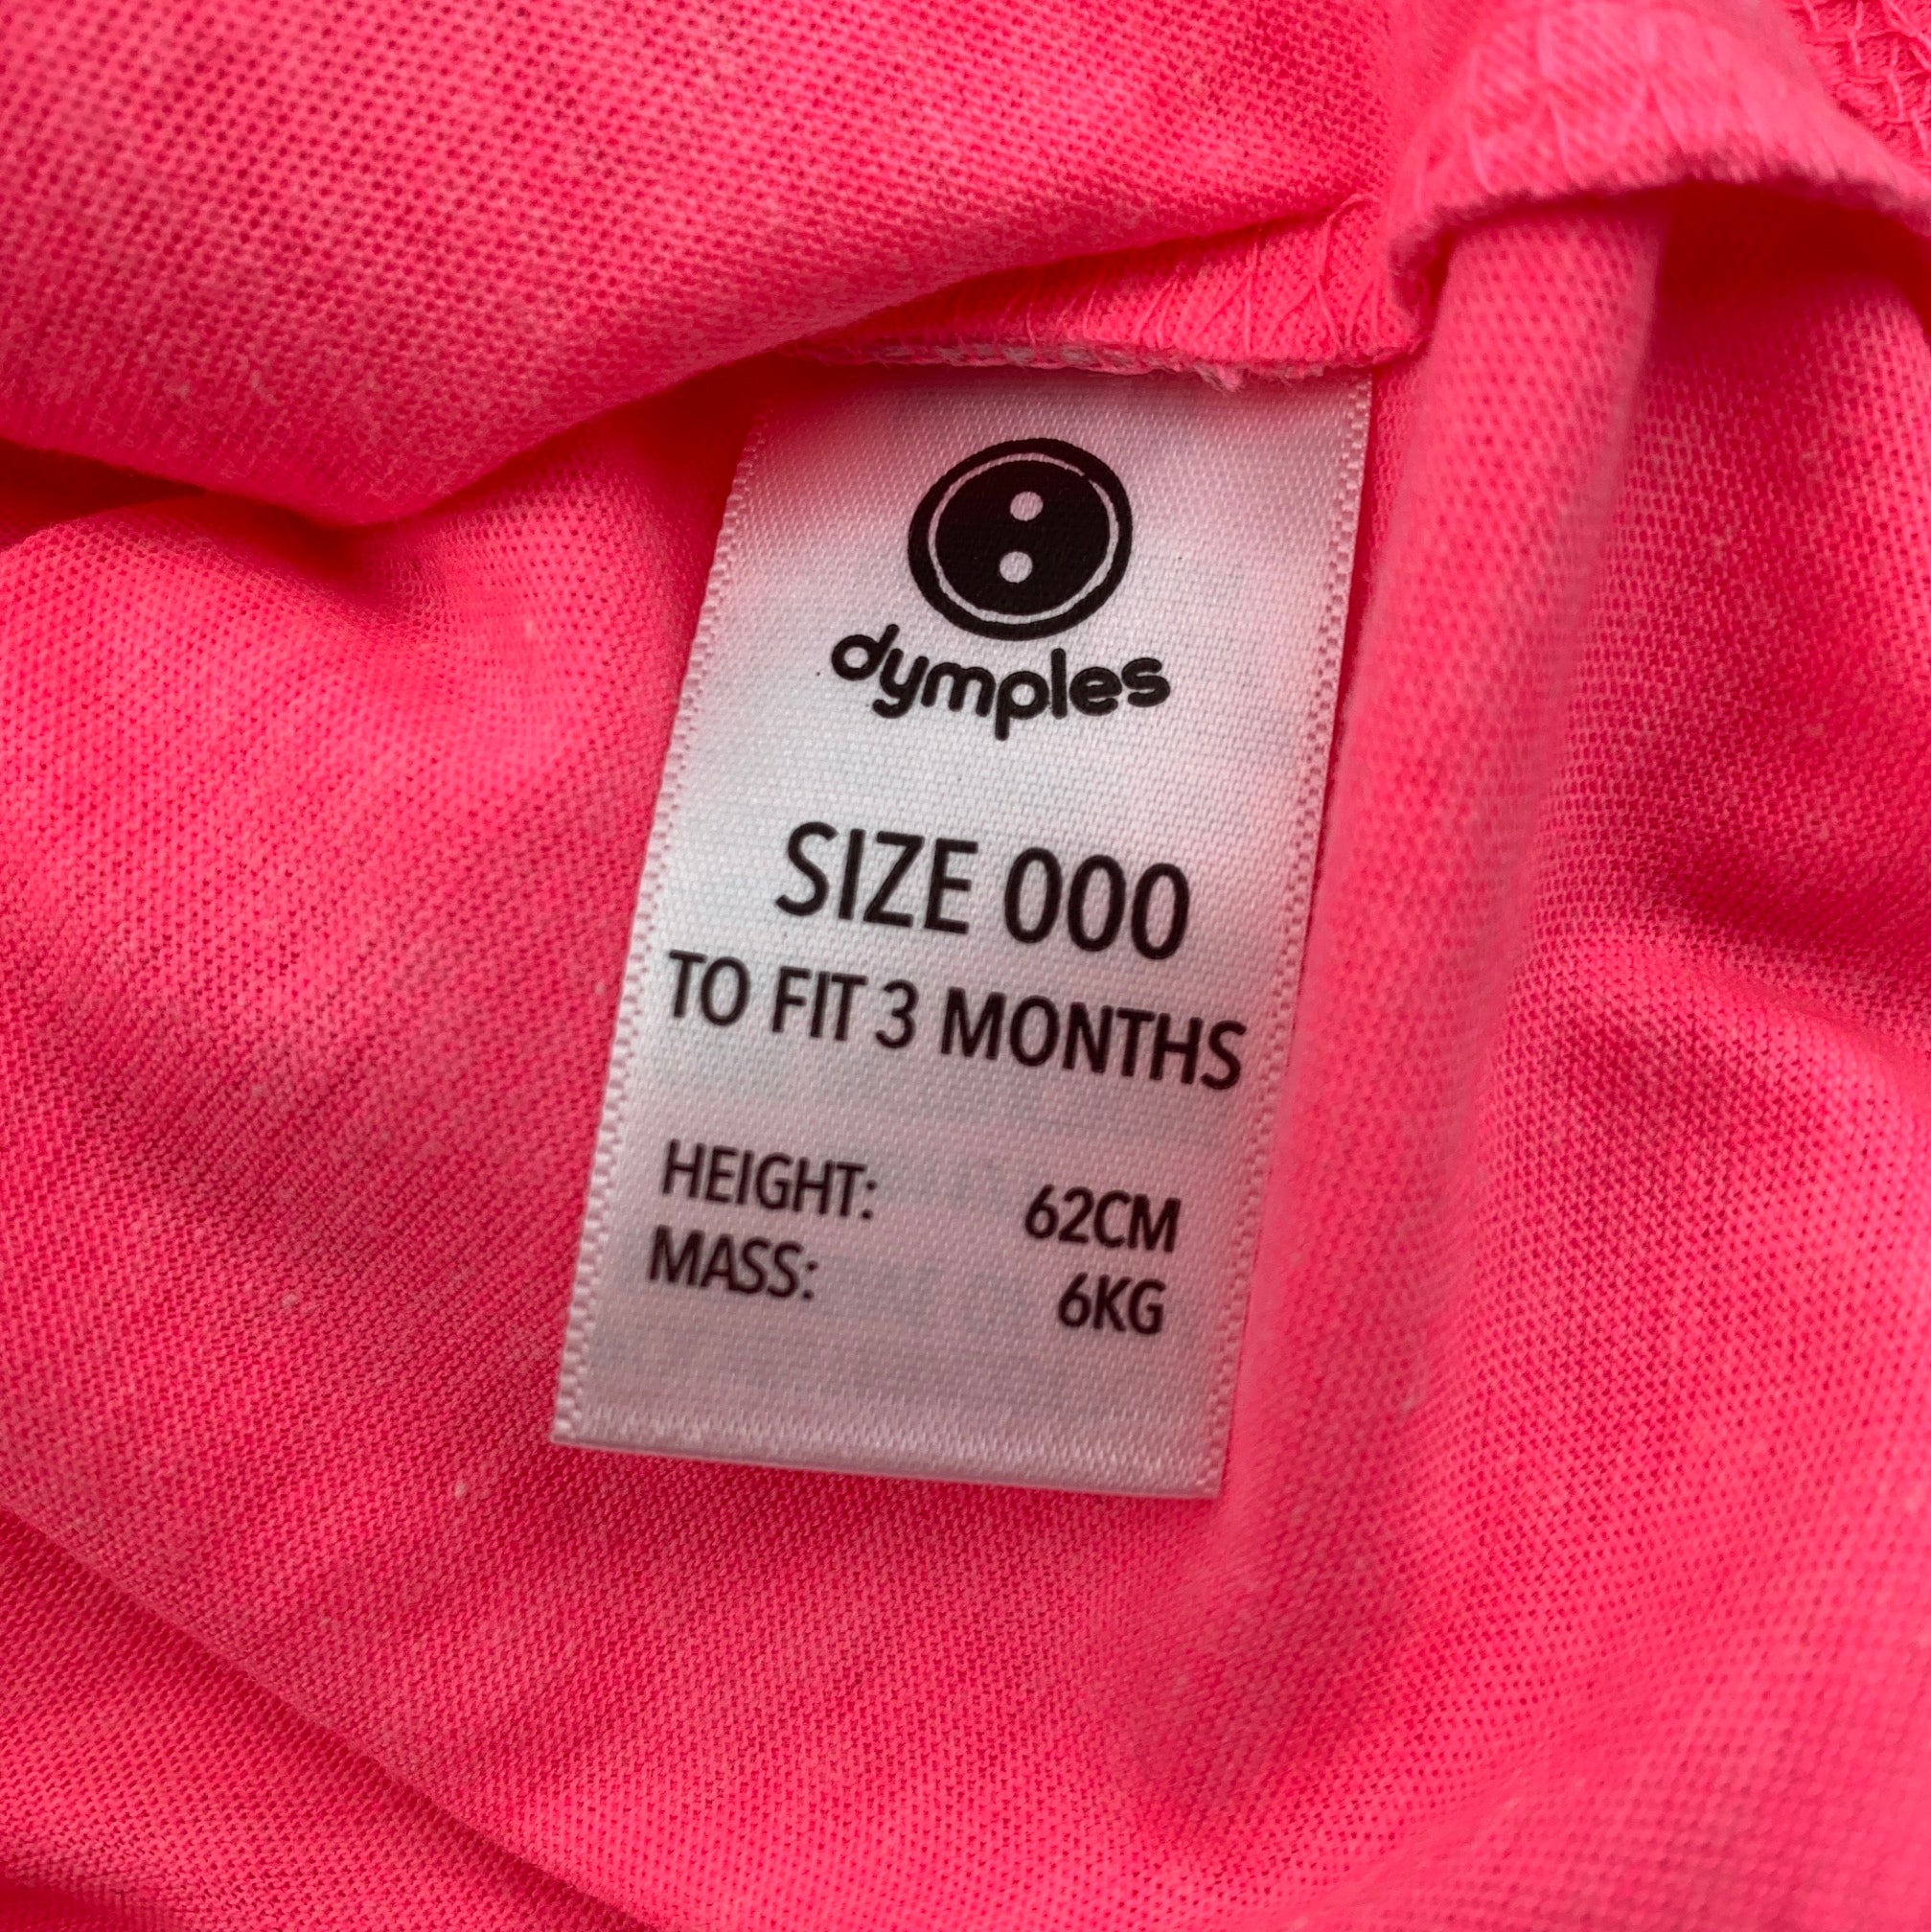 dymples
SIZE 000
TO FIT 3 MONTHS
HEIGHT: 62CM
MASS: 6KG